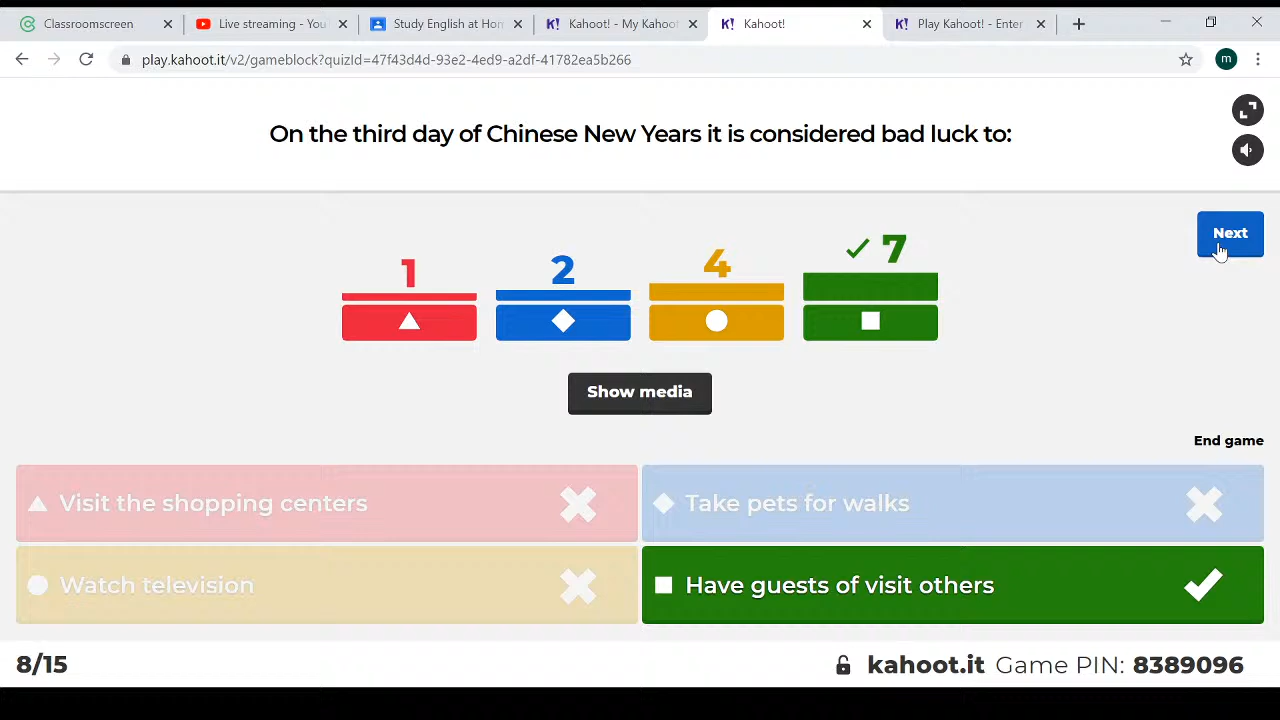 Classroomscreen
Live streaming - You
Study English at Hom
K! Kahoot! - My Kahoot
K! Kahoot!
K! Play Kahoot! - Enter
play.kahoot.it/v2/gameblock?quizId=47f43d4d-93e2-4ed9-a2df-41782ea5b266
m
On the third day of Chinese New Years it is considered bad luck to:
Next
1
2
4
7
Show media
End game
Visit the shopping centers
Take pets for walks
Watch television
Have guests of visit others
8/15
kahoot.it Game PIN: 8389096